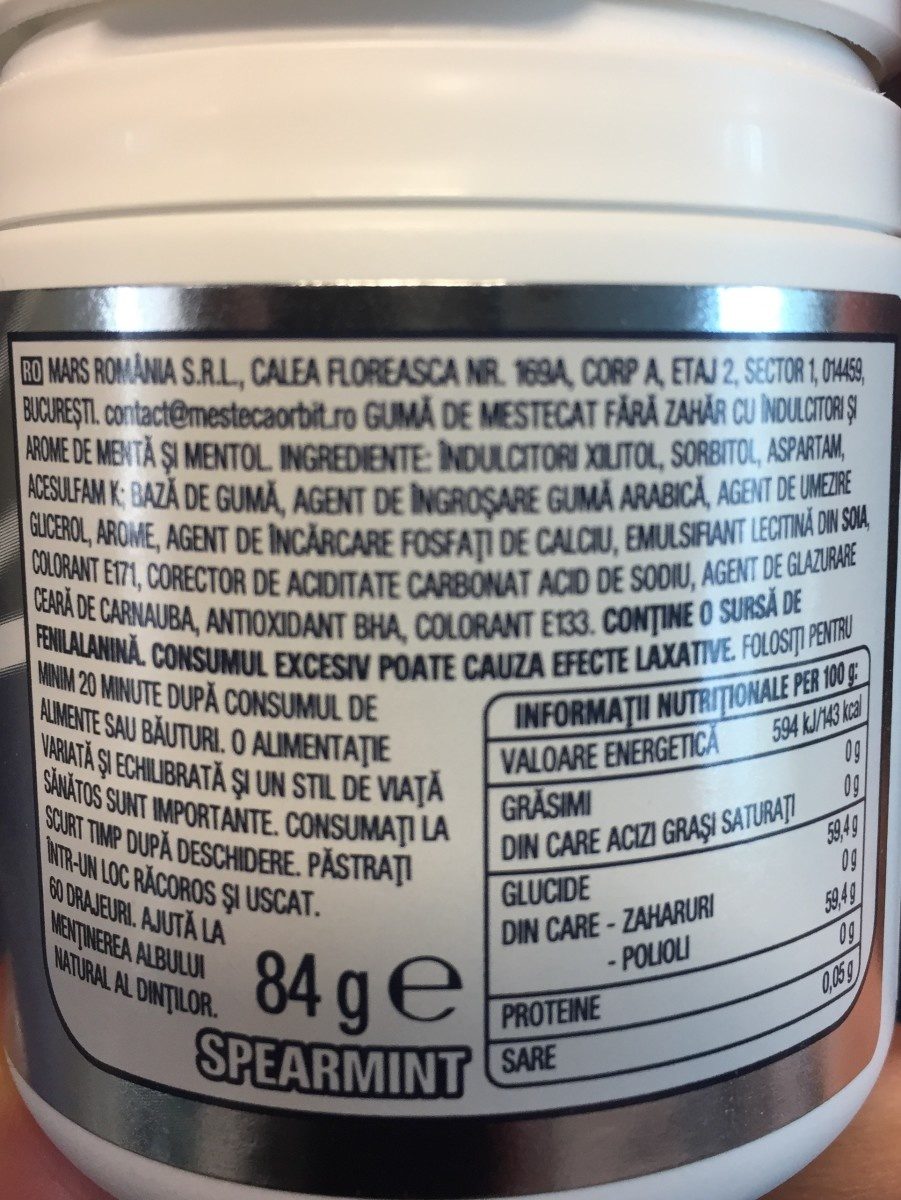 RO MARS ROMÂNIA S.R.L., CALEA FLOREASCA NR. 169A, CORP A, ETAJ 2, SECTOR 1, 014459,
BUCUREȘTI. contact@mestecaorbit.ro GUMĂ DE MESTECAT FĂRĂ ZAHĂR CU ÎNDULCITORI ȘI
AROME DE MENTĂ ȘI MENTOL. INGREDIENTE: ÎNDULCITORI XILITOL, SORBITOL, ASPARTAM,
ACESULFAM K; BAZĂ DE GUMĂ, AGENT DE ÎNGROȘARE GUMĂ ARABICĂ, AGENT DE UMEZIRE
GLICEROL, AROME, AGENT DE ÎNCĂRCARE FOSFAȚI DE CALCIU, EMULSIFIANT LECITINĂ DIN SOIA,
COLORANT E171, CORECTOR DE ACIDITATE CARBONAT ACID DE SODIU, AGENT DE GLAZURARE
CEARĂ DE CARNAUBA, ANTIOXIDANT BHA, COLORANT E133. CONȚINE O SURSĂ DE
FENILALANINĂ. CONSUMUL EXCESIV POATE CAUZA EFECTE LAXATIVE. FOLOSIȚI PENTRU
MINIM 20 MINUTE DUPĂ CONSUMUL DE
ALIMENTE SAU BĂUTURI. O ALIMENTAȚIE
VARIATĂ ȘI ECHILIBRATĂ ȘI UN STIL DE VIAȚĂ
SĂNĂTOS SUNT IMPORTANTE. CONSUMAȚI LA
SCURT TIMP DUPĂ DESCHIDERE. PĂSTRAȚI
ÎNTR-UN LOC RĂCOROS ȘI USCAT.
60 DRAJEURI. AJUTĂ LA
MENȚINEREA ALBULUI
NATURAL AL DINȚILOR.
84 g e
SPEARMINT
INFORMAȚII NUTRIȚIONALE PER 100 g:
VALOARE ENERGETICĂ 594 kJ/143 kcal
GRĂSIMI 0 g
DIN CARE ACIZI GRAȘI SATURAȚI 0 g
GLUCIDE 59,4 g
DIN CARE - ZAHARURI 0 g
- POLIOLI 59,4 g
PROTEINE 0 g
SARE 0,05 g